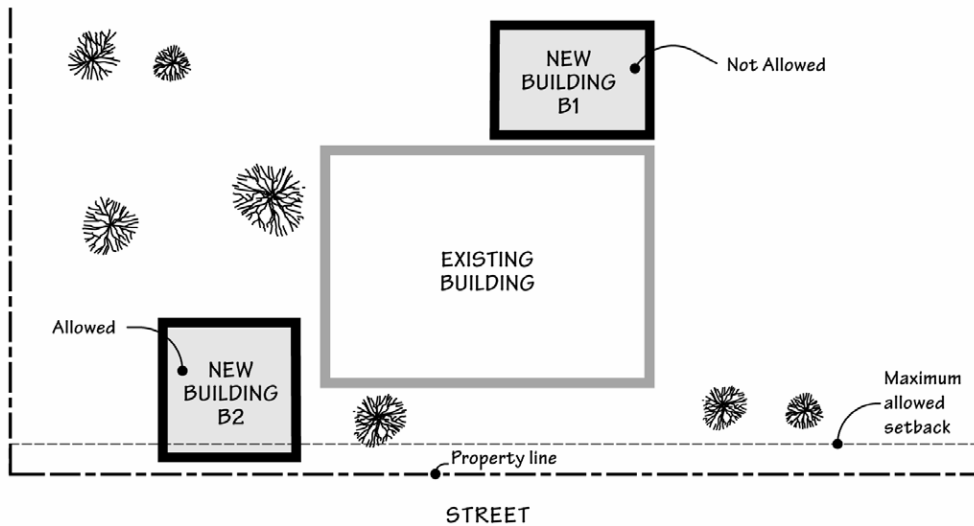 NEW
BUILDING
B1
Not Allowed
EXISTING
BUILDING
Allowed
NEW
BUILDING
B2
Maximum
allowed
setback
Property line
STREET